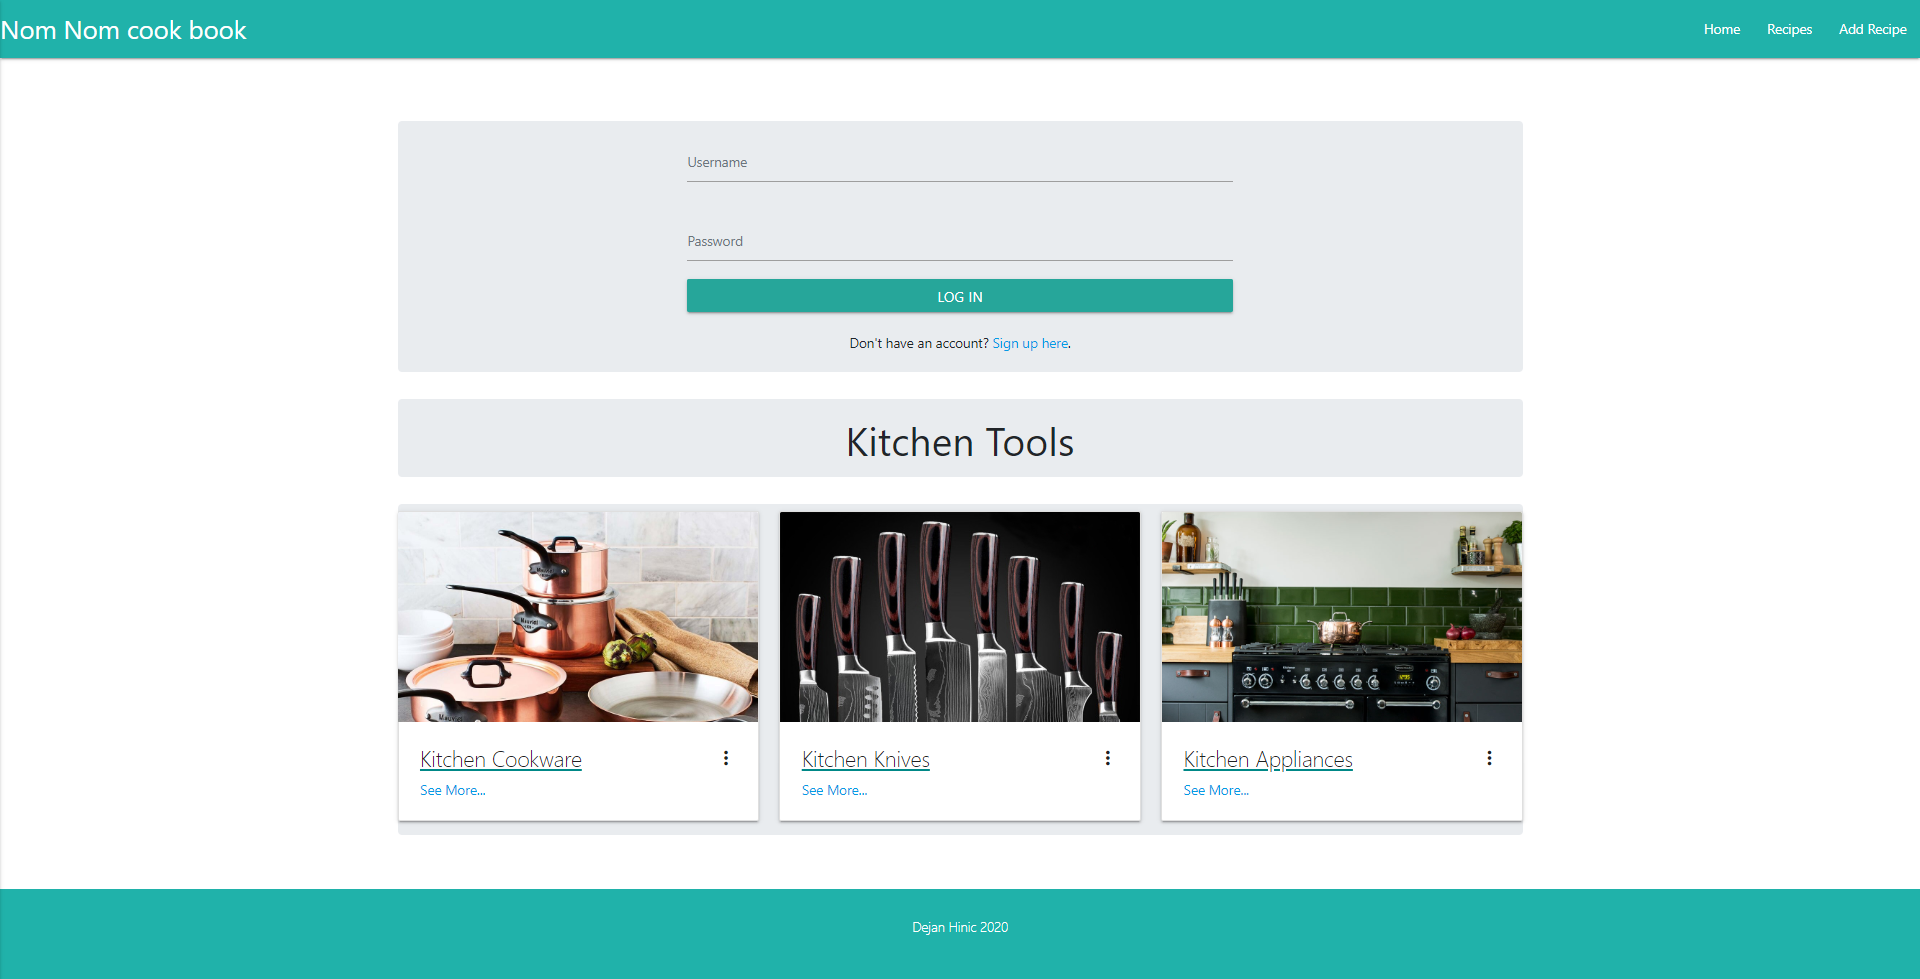 Nom Nom cook book
Home Recipes Add Recipe
Username
Password
LOG IN
Don't have an account? Sign up here.
Kitchen Tools
Kitchen Cookware
See More...
Kitchen Knives
See More...
Kitchen Appliances
See More...
Dejan Hinic 2020